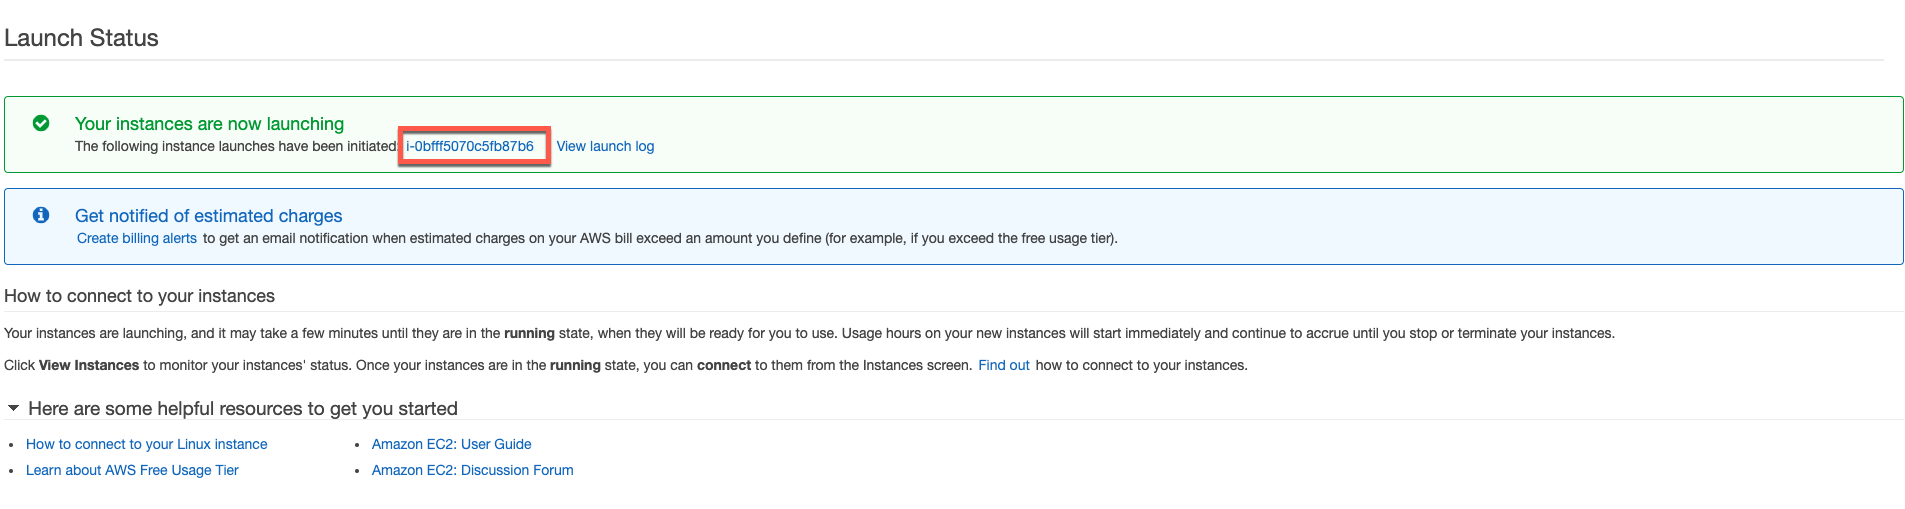 Launch Status
Your instances are now launching
The following instance launches have been initiated: i-0bfff5070c5fb87b6 View launch log
Get notified of estimated charges
Create billing alerts to get an email notification when estimated charges on your AWS bill exceed an amount you define (for example, if you exceed the free usage tier).
How to connect to your instances
Your instances are launching, and it may take a few minutes until they are in the running state, when they will be ready for you to use. Usage hours on your new instances will start immediately and continue to accrue until you stop or terminate your instances.
Click View Instances to monitor your instances' status. Once your instances are in the running state, you can connect to them from the Instances screen. Find out how to connect to your instances.
Here are some helpful resources to get you started
• How to connect to your Linux instance • Amazon EC2: User Guide
• Learn about AWS Free Usage Tier • Amazon EC2: Discussion Forum